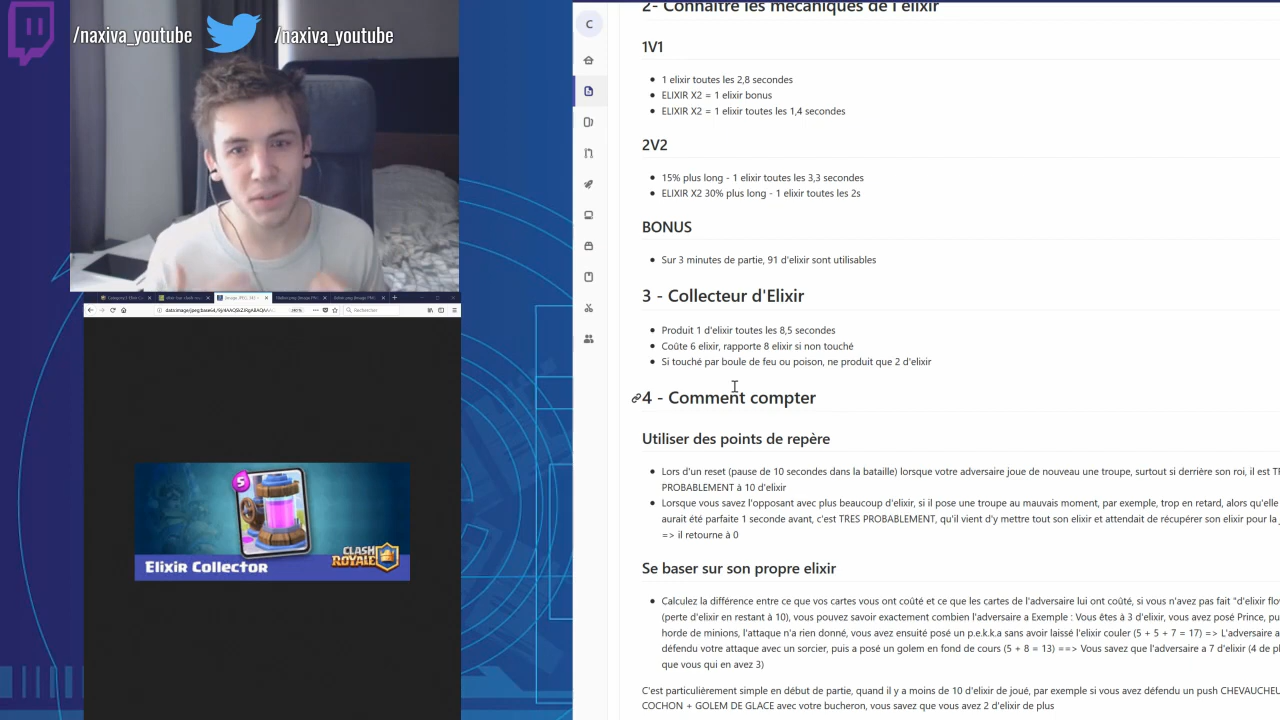 /naxiva_youtube
/naxiva_youtube
5
Elixir Collector
CLASH
ROYALE
C
2- Connaître les mécaniques de l'élixir
1V1
1 elixir toutes les 2,8 secondes
ELIXIR X2 = 1 elixir bonus
ELIXIR X2 = 1 elixir toutes les 1,4 secondes
2V2
15% plus long - 1 elixir toutes les 3,3 secondes
ELIXIR X2 30% plus long - 1 elixir toutes les 2s
BONUS
Sur 3 minutes de partie, 91 d'elixir sont utilisables
3 - Collecteur d'Elixir
Produit 1 d'elixir toutes les 8,5 secondes
Coûte 6 elixir, rapporte 8 elixir si non touché
Si touché par boule de feu ou poison, ne produit que 2 d'elixir
4 - Comment compter
Utiliser des points de repère
Lors d'un reset (pause de 10 secondes dans la bataille) lorsque votre adversaire joue de nouveau une troupe, surtout si derrière son roi, il est
PROBABLEMENT à 10 d'elixir
Lorsque vous savez l'opposant avec plus beaucoup d'elixir, si il pose une troupe au mauvais moment, par exemple, trop en retard, alors qu'elle
aurait été parfaite 1 seconde avant, c'est TRES PROBABLEMENT, qu'il vient d'y mettre tout son elixir et attendait de récupérer son elixir pour la
=> il retourne à 0
Se baser sur son propre elixir
Calculez la différence entre ce que vos cartes vous ont coûté et ce que les cartes de l'adversaire lui ont coûté, si vous n'avez pas fait "d'elixir
(perte d'elixir en restant à 10), vous pouvez savoir exactement combien l'adversaire a Exemple : Vous êtes à 3 d'elixir, vous avez posé Prince,
horde de minions, l'attaque n'a rien donné, vous avez ensuité posé un p.e.k.k.a sans avoir laissé l'elixir couler (5 + 5 + 7 = 17) => L'adversaire a
défendu votre attaque avec un sorcier, puis a posé un golem en fond de cours (5 + 8 = 13) ==> Vous savez que l'adversaire a 7 d'elixir (4 de
que vous qui en avez 3)
C'est particulièrement simple en début de partie, quand il y a moins de 10 d'elixir de joué, par exemple si vous avez défendu un push
COCHON + GOLEM DE GLACE avec votre bucheron, vous savez que vous avez 2 d'elixir de plus